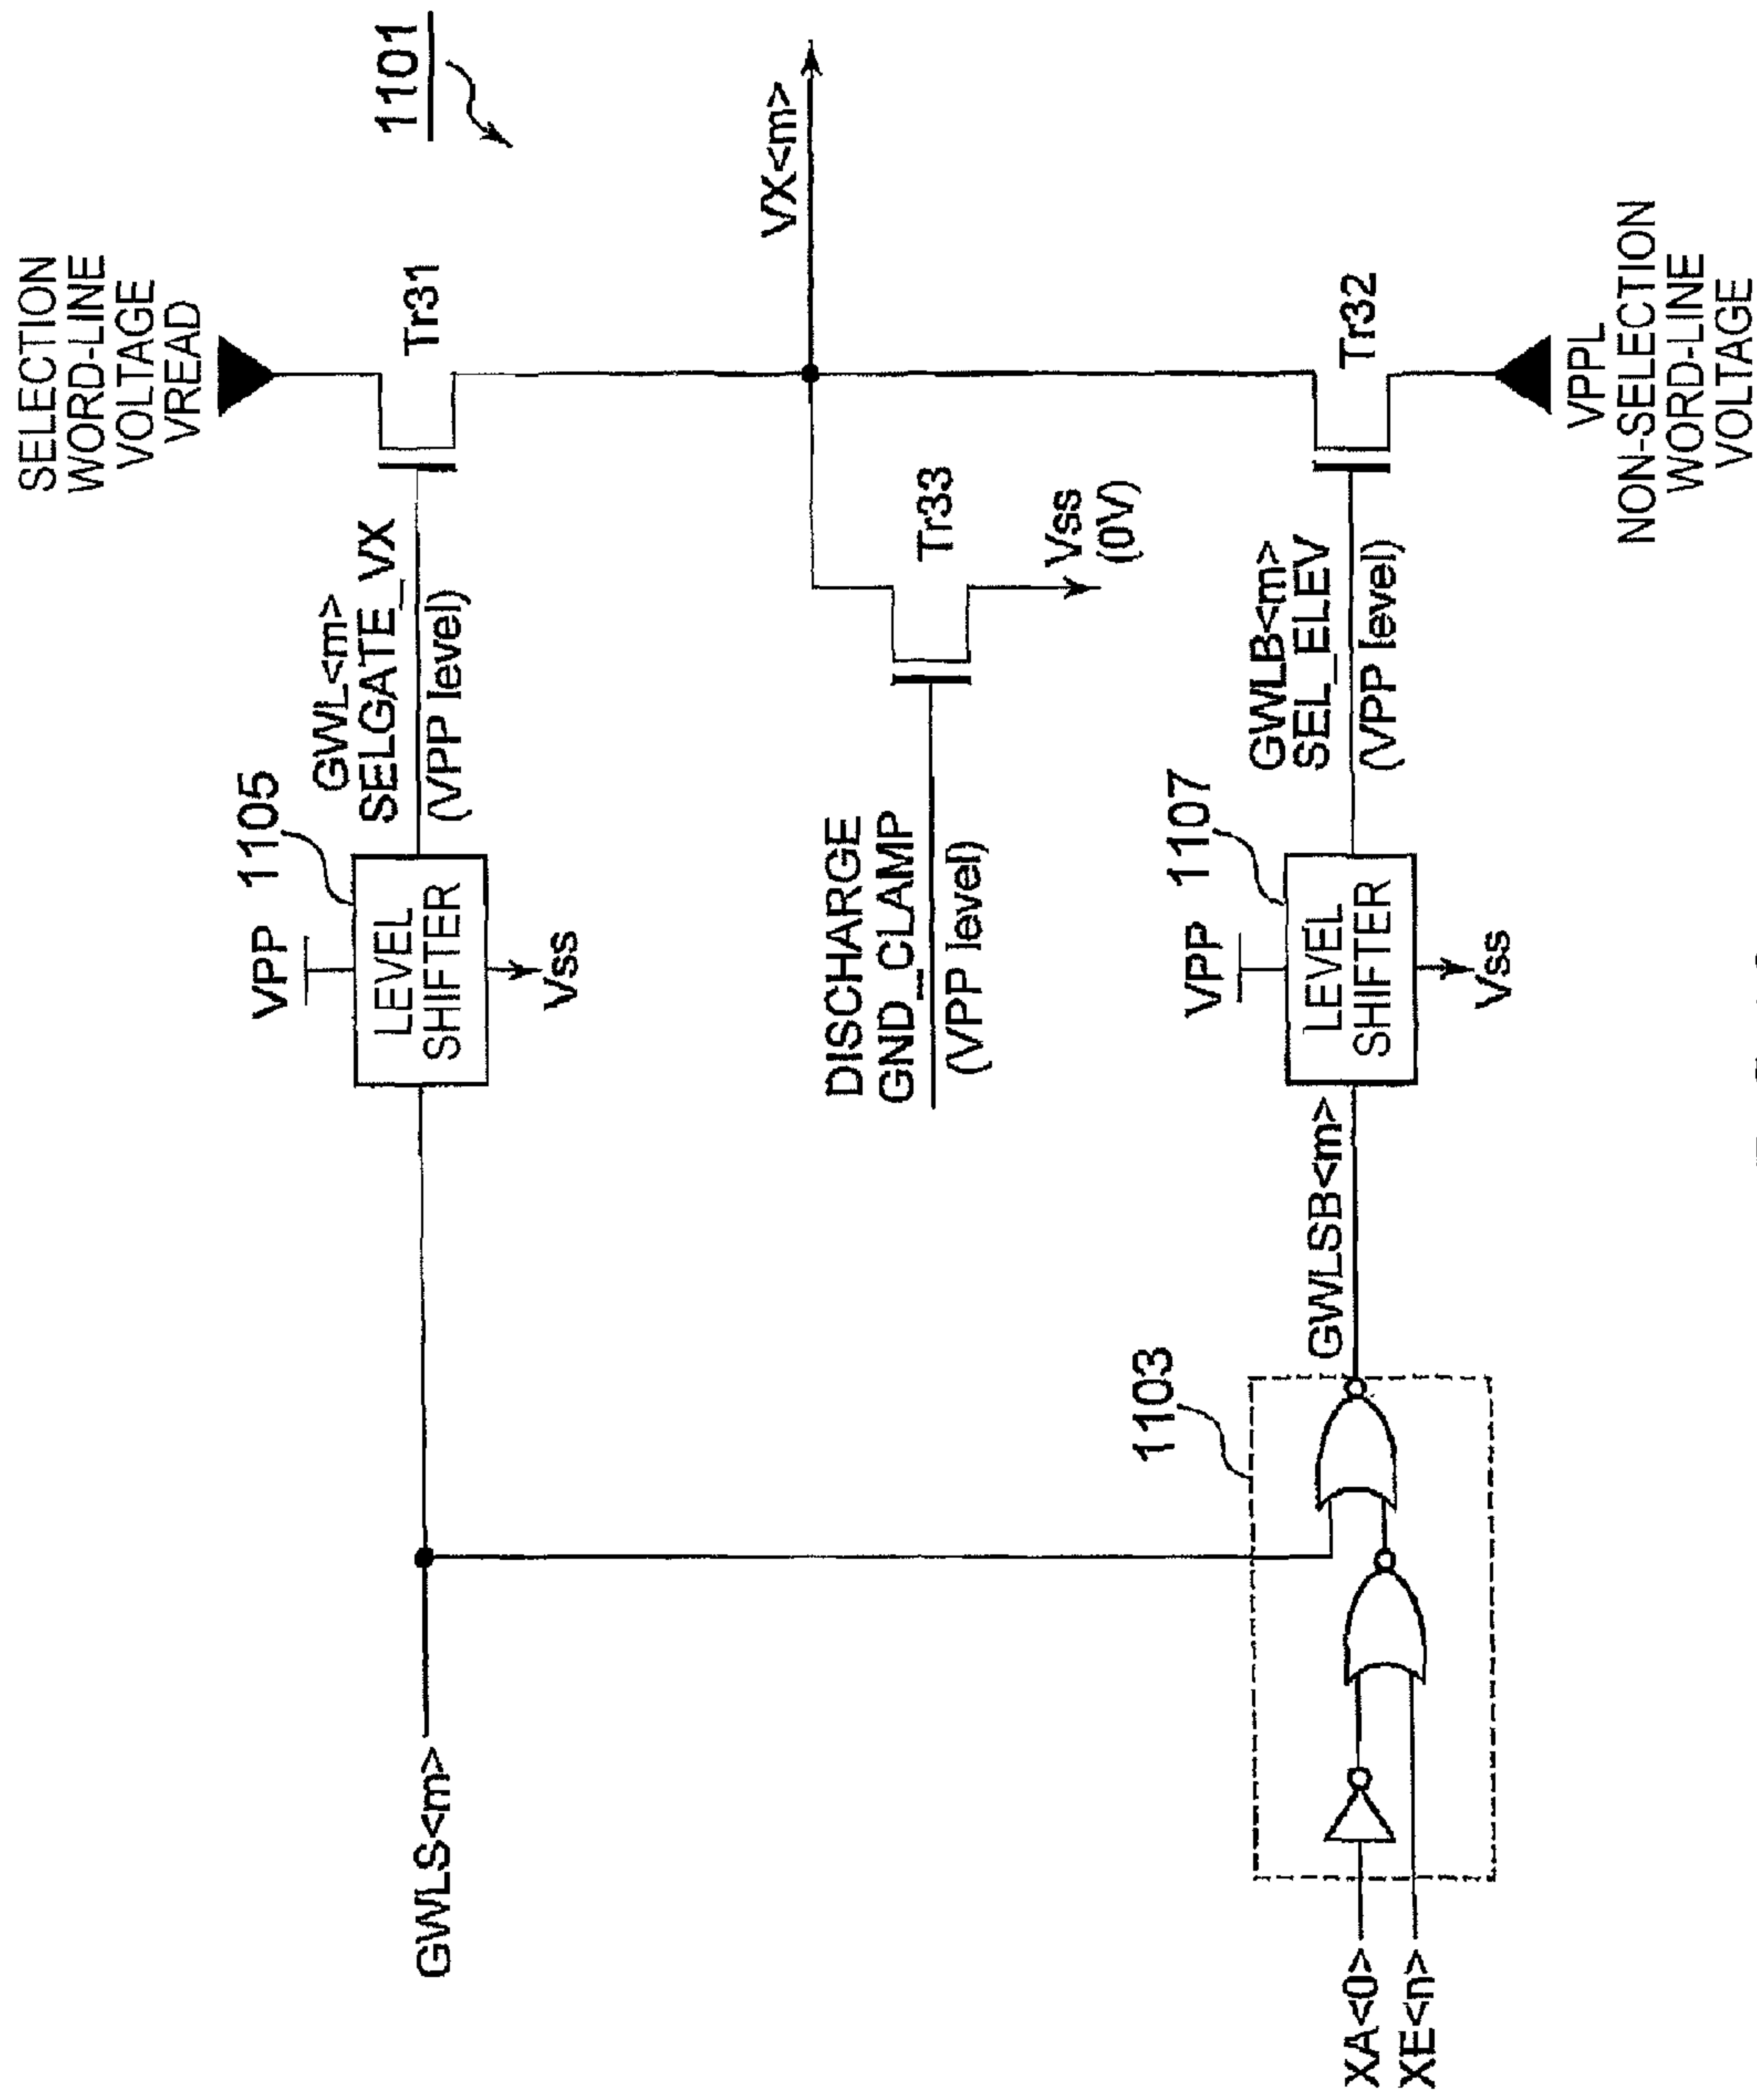 1101
SELECTION
WORD-LINE
VOLTAGE
VREAD
Tr31
VX<m>
GWL<m>
SELGATE_VX
(VPP level)
1105
VPP
LEVEL
SHIFTER
Vss
GWLS<m>
Tr33
Vss
(0V)
DISCHARGE
GND_CLAMP
(VPP level)
Tr32
VPPL
NON-SELECTION
WORD-LINE
VOLTAGE
GWLB<m>
SEL_ELEV
(VPP level)
1107
VPP
LEVEL
SHIFTER
Vss
GWLSB<m>
1103
XA<0>
XE<n>